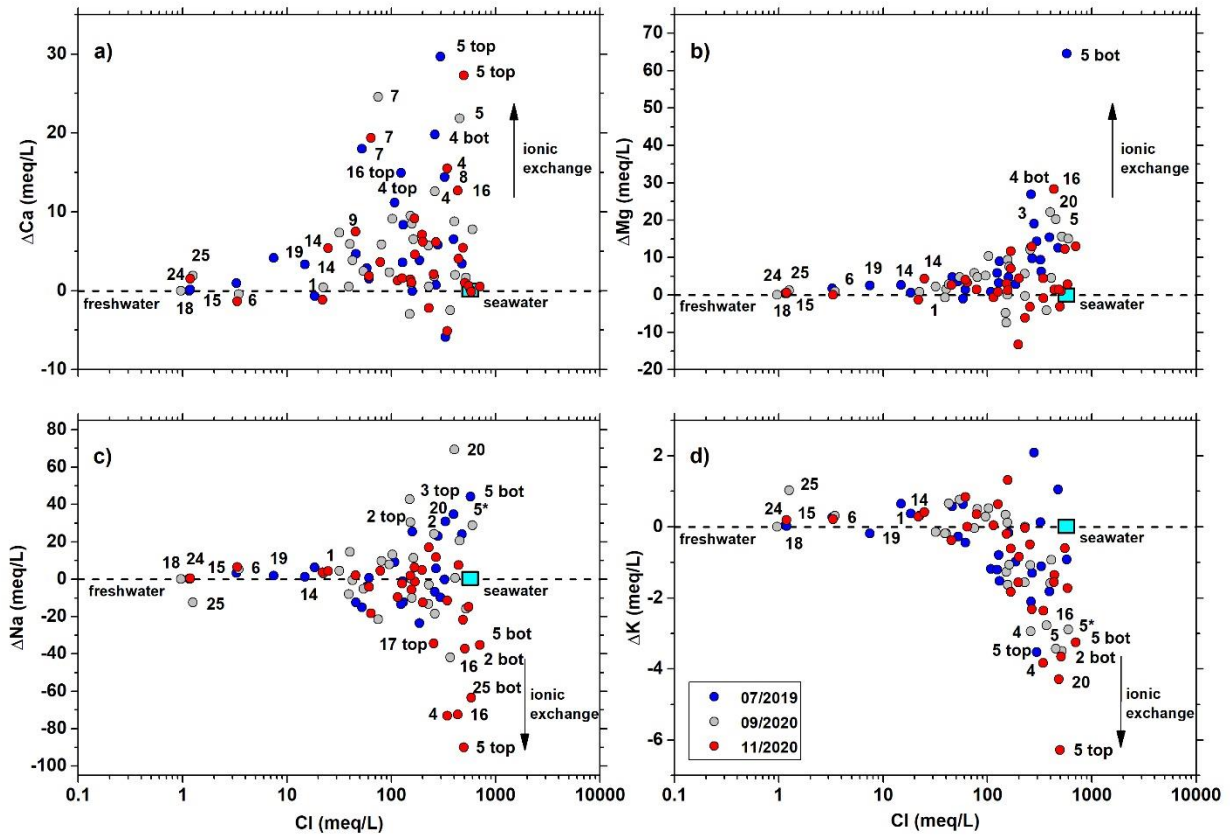 a)
ΔCa (meq/L)
30
20
10
0
-10
5 top
5 top
7
5
7
4 bot
7
4
16 top
8
4 top
4
16
9
14
19
25
14
24
freshwater
15
6
1
18
seawater
ionic
exchange
b)
ΔMg (meq/L)
70
60
50
40
30
20
10
0
-10
-20
5 bot
ionic
exchange
4 bot
16
20
3
5
24
25
6
19
14
14
freshwater
15
18
1
seawater
c)
ΔNa (meq/L)
80
60
40
20
0
-20
-40
-60
-80
-100
20
3 top
5 bot
20
5*
2 top
2
18
24
15
6
19
1
freshwater
25
14
seawater
17 top
5 bot
16
2 bot
25 bot
ionic
exchange
4
16
5 top
0.1
1
10
100
1000
10000
Cl (meq/L)
d)
ΔK (meq/L)
2
0
-2
-4
-6
25
24
15
14
6
1
freshwater
18
19
seawater
16
4
5
5*
5 top
5 bot
4
2 bot
20
ionic
exchange
5 top
07/2019
09/2020
11/2020
0.1
1
10
100
1000
10000
Cl (meq/L)